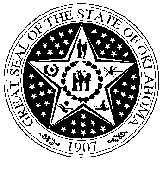 GREAT SEAL OF THE STATE OF OKLAHOMA
1907